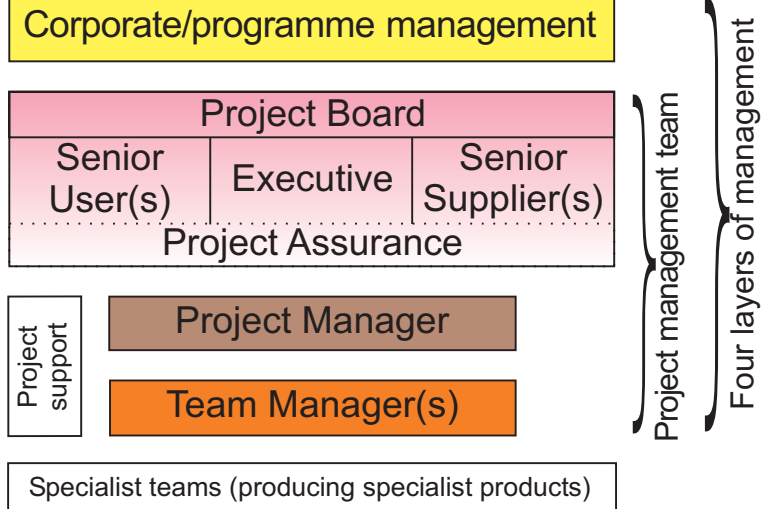 Corporate/programme management
Project Board
Senior
User(s)
Executive
Senior
Supplier(s)
Project Assurance
Project
support
Project Manager
Team Manager(s)
Specialist teams (producing specialist products)
Project management team
Four layers of management